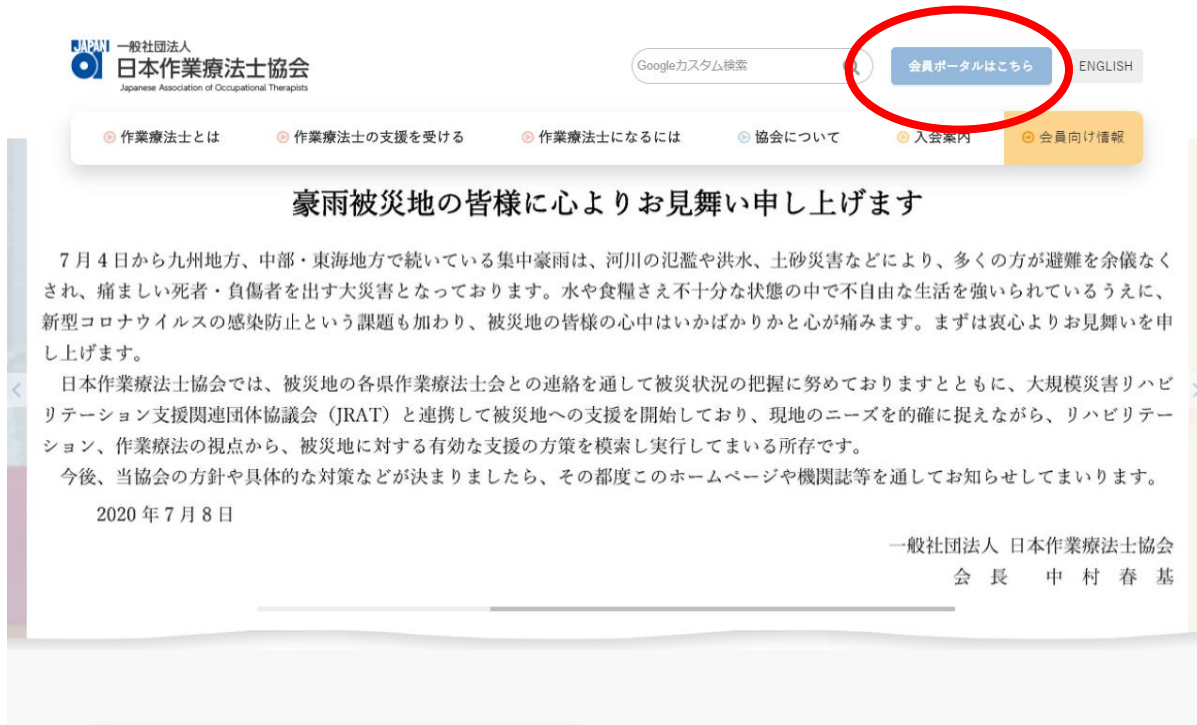 JAPAN 一般社団法人
日本作業療法士協会
Japanese Association of Occupational Therapists
Googleカスタム検索
会員ポータルはこちら
ENGLISH
作業療法士とは
作業療法士の支援を受ける
作業療法士になるには
協会について
入会案内
会員向け情報
豪雨被災地の皆様に心よりお見舞い申し上げます
7月4日から九州地方、中部・東海地方で続いている集中豪雨は、河川の氾濫や洪水、土砂災害などにより、多くの方が避難を余儀なく
され、痛ましい死者・負傷者を出す大災害となっております。水や食糧さえ不十分な状態の中で不自由な生活を強いられているうえに、
新型コロナウイルスの感染防止という課題も加わり、被災地の皆様の心中はいかばかりかと心が痛みます。まずは衷心よりお見舞いを申
し上げます。
日本作業療法士協会では、被災地の各県作業療法士会との連絡を通して被災状況の把握に努めておりますとともに、大規模災害リハビ
リテーション支援関連団体協議会（JRAT）と連携して被災地への支援を開始しており、現地のニーズを的確に捉えながら、リハビリテー
ション、作業療法の視点から、被災地に対する有効な支援の方策を模索し実行してまいる所存です。
今後、当協会の方針や具体的な対策などが決まりましたら、その都度このホームページや機関誌等を通してお知らせしてまいります。
2020年7月8日
一般社団法人 日本作業療法士協会
会 長 中 村 春 基